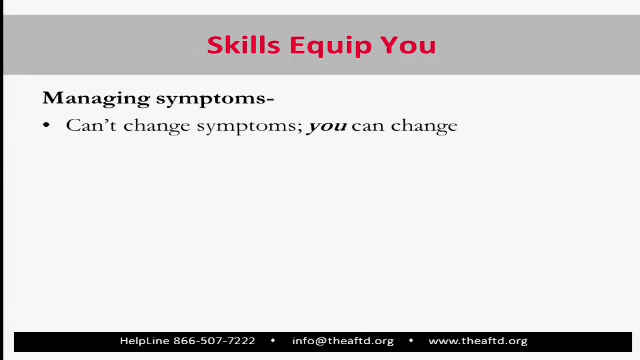 Skills Equip You
Managing symptoms-
• Can't change symptoms; you can change
HelpLine 866-507-7222 • info@theaftd.org • www.theaftd.org